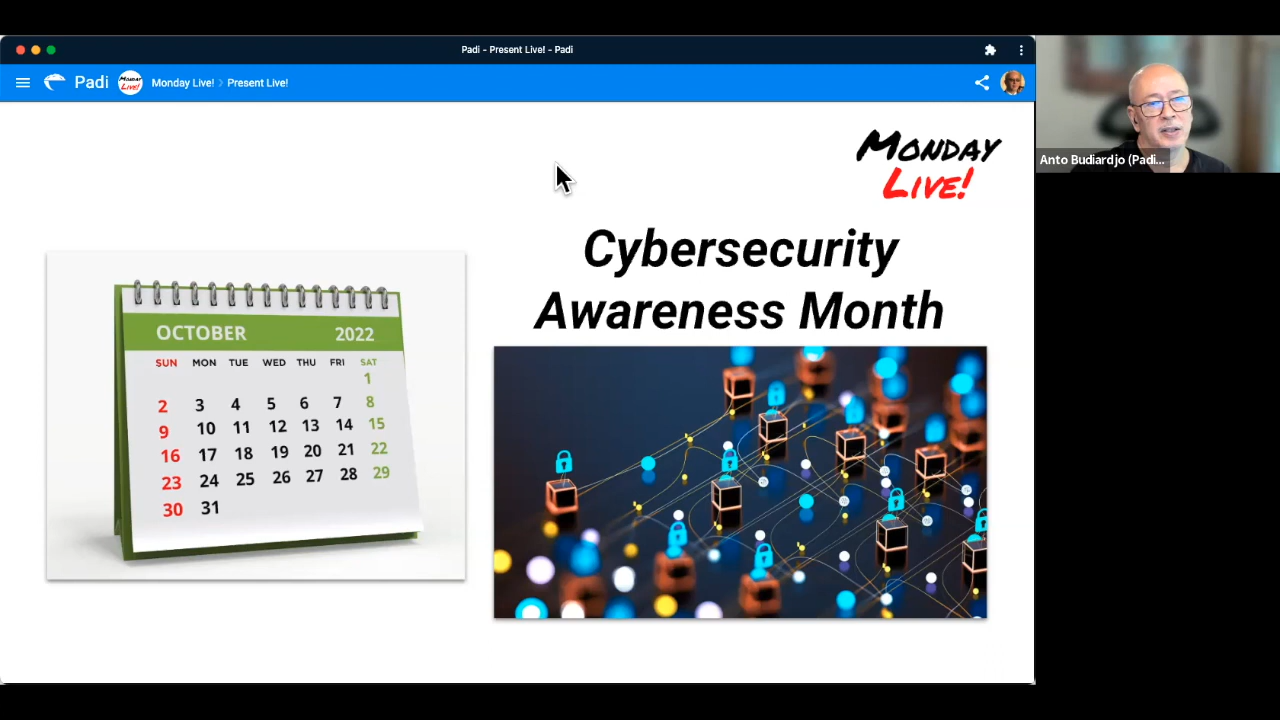 Padi - Present Live! - Padi
Padi
MONDAY
LIVE!
Monday Live! > Present Live!
MONDAY
LIVE!
Cybersecurity
Awareness Month
OCTOBER 2022
SUN MON TUE WED THU FRI SAT
1
2 3 4 5 6 7 8
9 10 11 12 13 14 15
16 17 18 19 20 21 22
23 24 25 26 27 28 29
30 31
Anto Budiardjo (Padi...